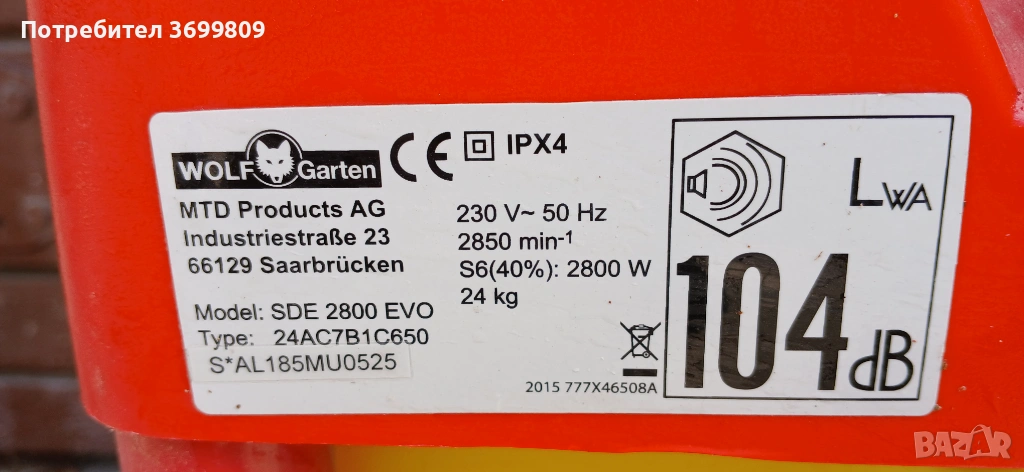 Потребител 3699809
WOLF Garten
CE IPX4
MTD Products AG
Industriestraße 23
66129 Saarbrücken
230 V~ 50 Hz
2850 min-1
S6(40%): 2800 W
24 kg
Model: SDE 2800 EVO
Type: 24AC7B1C650
S*AL185MU0525
2015 777X46508A
LWA
104 dB
BAZAR